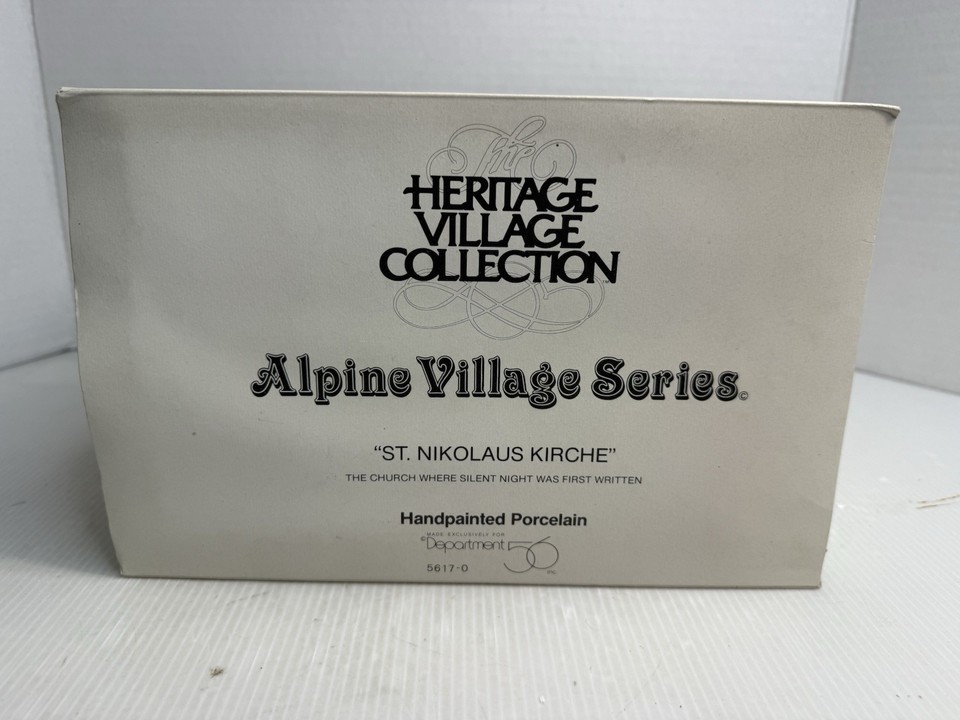 The
HERITAGE
VILLAGE
COLLECTION
Alpine Village Series©
"ST. NIKOLAUS KIRCHE"
THE CHURCH WHERE SILENT NIGHT WAS FIRST WRITTEN
Handpainted Porcelain
MADE EXCLUSIVELY FOR
©Department 56 INC.
5617-0